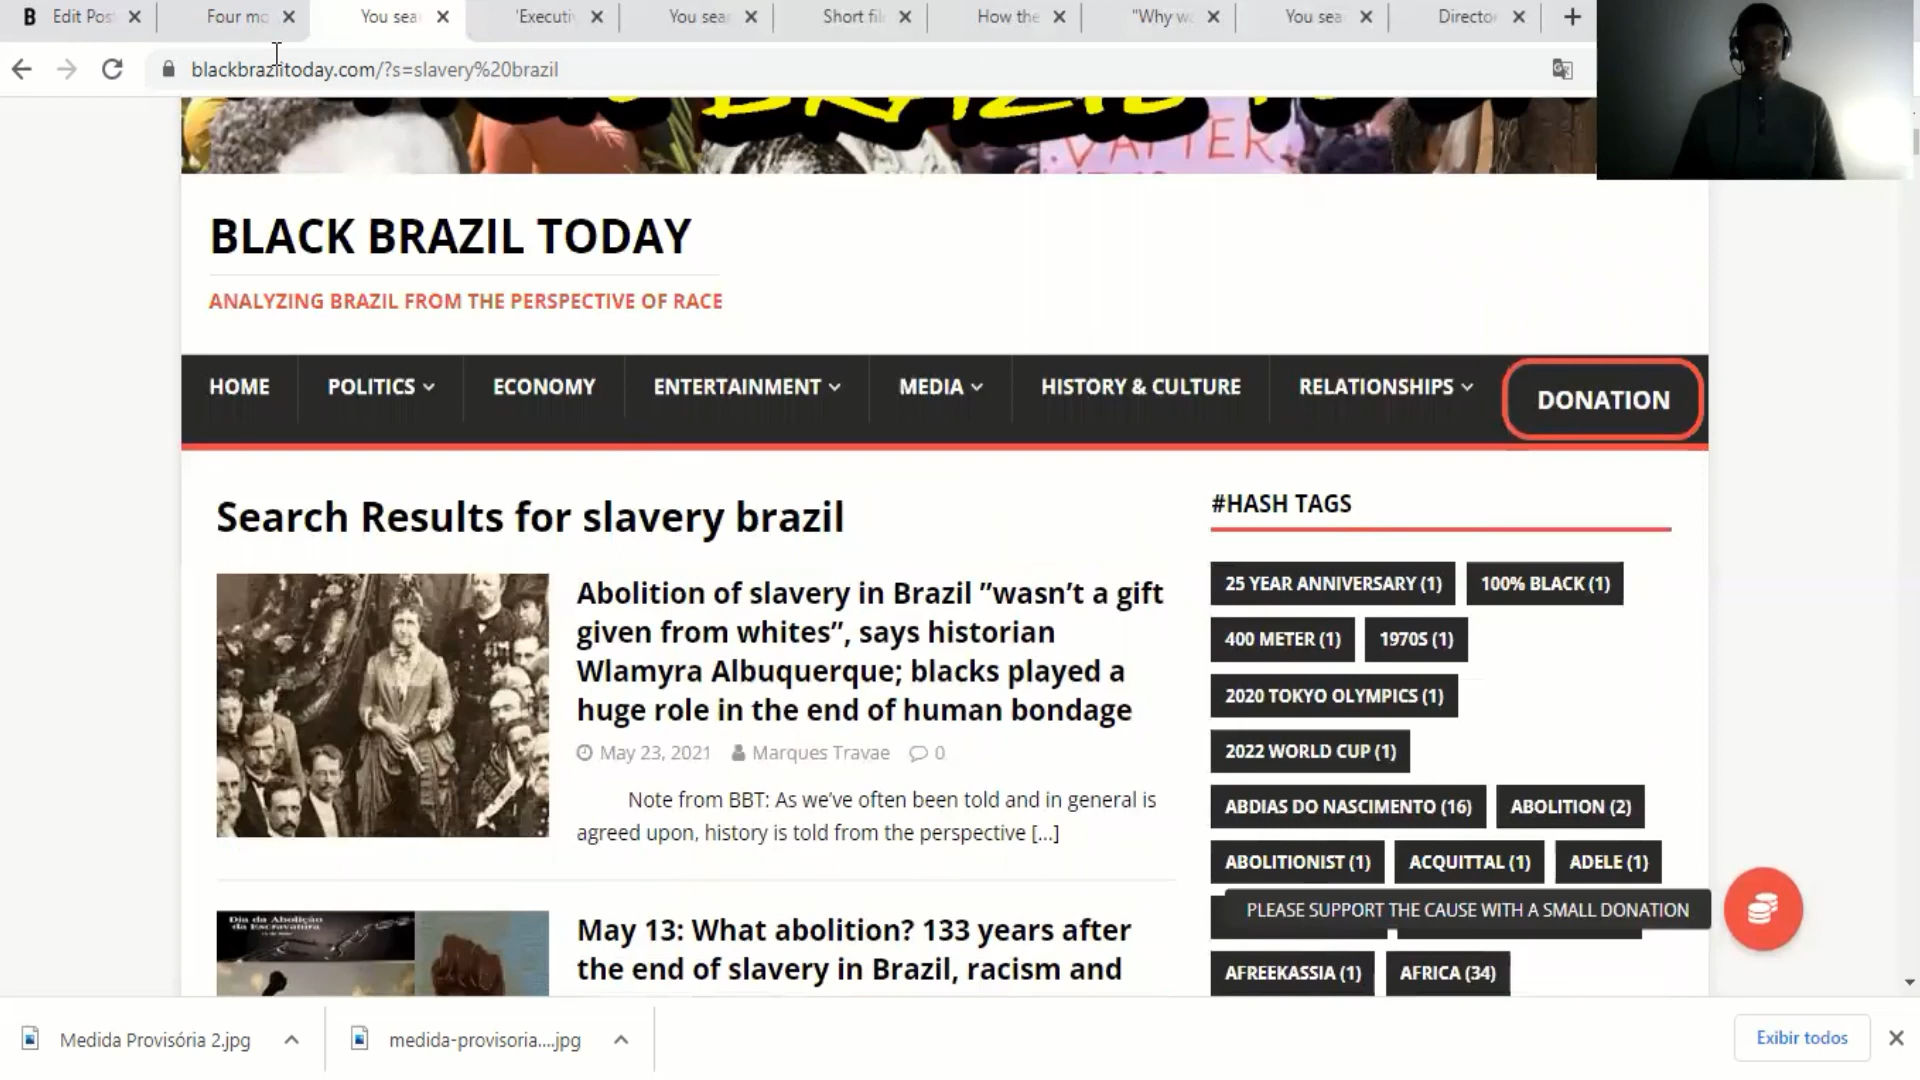 B Edit Pos
Four mo
You sea
'Executi
You sea
Short fil
How the
"Why w
You sea
Director
blackbraziltoday.com/?s=slavery%20brazil
BLACK BRAZIL TODAY
ANALYZING BRAZIL FROM THE PERSPECTIVE OF RACE
HOME POLITICS ECONOMY ENTERTAINMENT MEDIA HISTORY & CULTURE RELATIONSHIPS DONATION
Search Results for slavery brazil
Abolition of slavery in Brazil ”wasn’t a gift
given from whites”, says historian
Wlamyra Albuquerque; blacks played a
huge role in the end of human bondage
May 23, 2021 Marques Travae 0
Note from BBT: As we’ve often been told and in general is
agreed upon, history is told from the perspective [...]
Dia da Abolição
da Escravatura
May 13: What abolition? 133 years after
the end of slavery in Brazil, racism and
#HASH TAGS
25 YEAR ANNIVERSARY (1) 100% BLACK (1)
400 METER (1) 1970S (1)
2020 TOKYO OLYMPICS (1)
2022 WORLD CUP (1)
ABDIAS DO NASCIMENTO (16) ABOLITION (2)
ABOLITIONIST (1) ACQUITTAL (1) ADELE (1)
PLEASE SUPPORT THE CAUSE WITH A SMALL DONATION
AFREEKASSIA (1) AFRICA (34)
Medida Provisória 2.jpg
medida-provisoria....jpg
Exibir todos